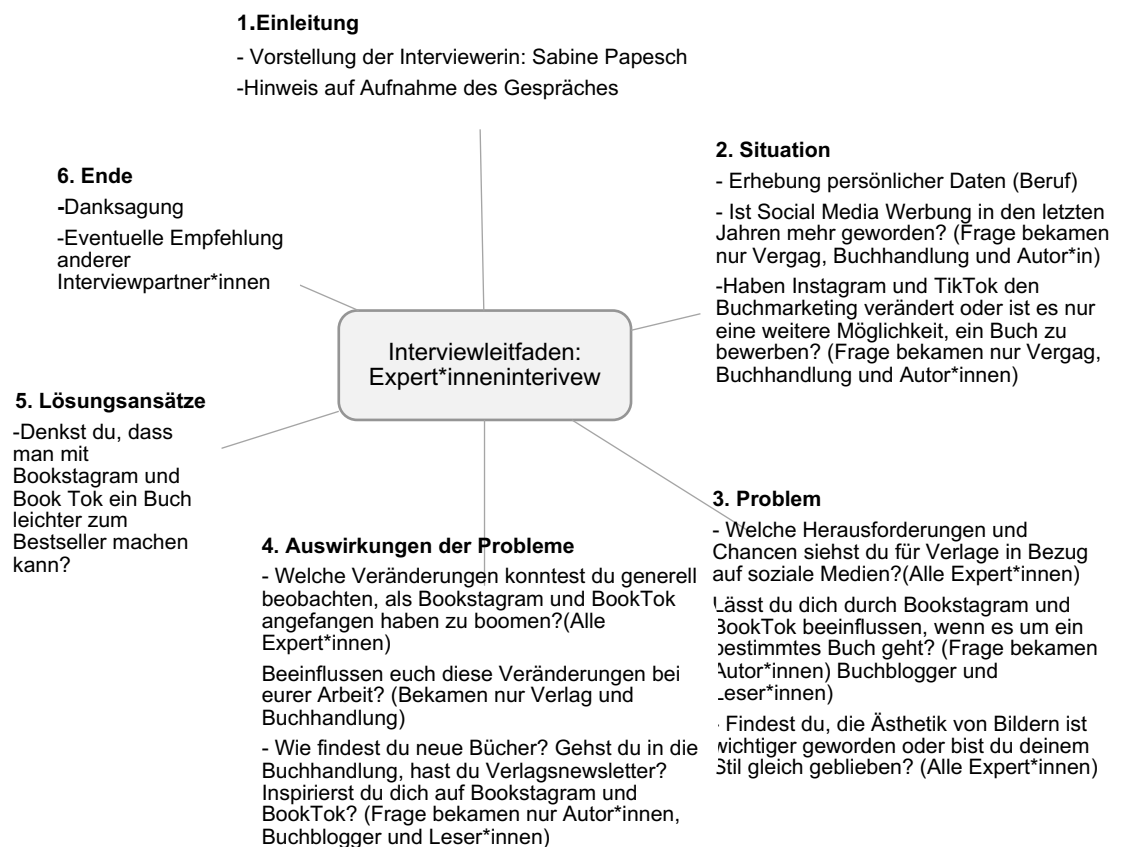 1.Einleitung
- Vorstellung der Interviewerin: Sabine Papesch
-Hinweis auf Aufnahme des Gespräches
2. Situation
- Erhebung persönlicher Daten (Beruf)
- Ist Social Media Werbung in den letzten
Jahren mehr geworden? (Frage bekamen
nur Vergag, Buchhandlung und Autor*in)
-Haben Instagram und TikTok den
Buchmarketing verändert oder ist es nur
eine weitere Möglichkeit, ein Buch zu
bewerben? (Frage bekamen nur Vergag,
Buchhandlung und Autor*innen)
3. Problem
- Welche Herausforderungen und
Chancen siehst du für Verlage in Bezug
auf soziale Medien?(Alle Expert*innen)
Lässt du dich durch Bookstagram und
BookTok beeinflussen, wenn es um ein
bestimmtes Buch geht? (Frage bekamen
Autor*innen) Buchblogger und
Leser*innen)
- Findest du, die Ästhetik von Bildern ist
wichtiger geworden oder bist du deinem
Stil gleich geblieben? (Alle Expert*innen)
4. Auswirkungen der Probleme
- Welche Veränderungen konntest du generell
beobachten, als Bookstagram und BookTok
angefangen haben zu boomen?(Alle
Expert*innen)
Beeinflussen euch diese Veränderungen bei
eurer Arbeit? (Bekamen nur Verlag und
Buchhandlung)
- Wie findest du neue Bücher? Gehst du in die
Buchhandlung, hast du Verlagsnewsletter?
Inspirierst du dich auf Bookstagram und
BookTok? (Frage bekamen nur Autor*innen,
Buchblogger und Leser*innen)
5. Lösungsansätze
-Denkst du, dass
man mit
Bookstagram und
Book Tok ein Buch
leichter zum
Bestseller machen
kann?
6. Ende
-Danksagung
-Eventuelle Empfehlung
anderer
Interviewpartner*innen
Interviewleitfaden:
Expert*inneninterivew